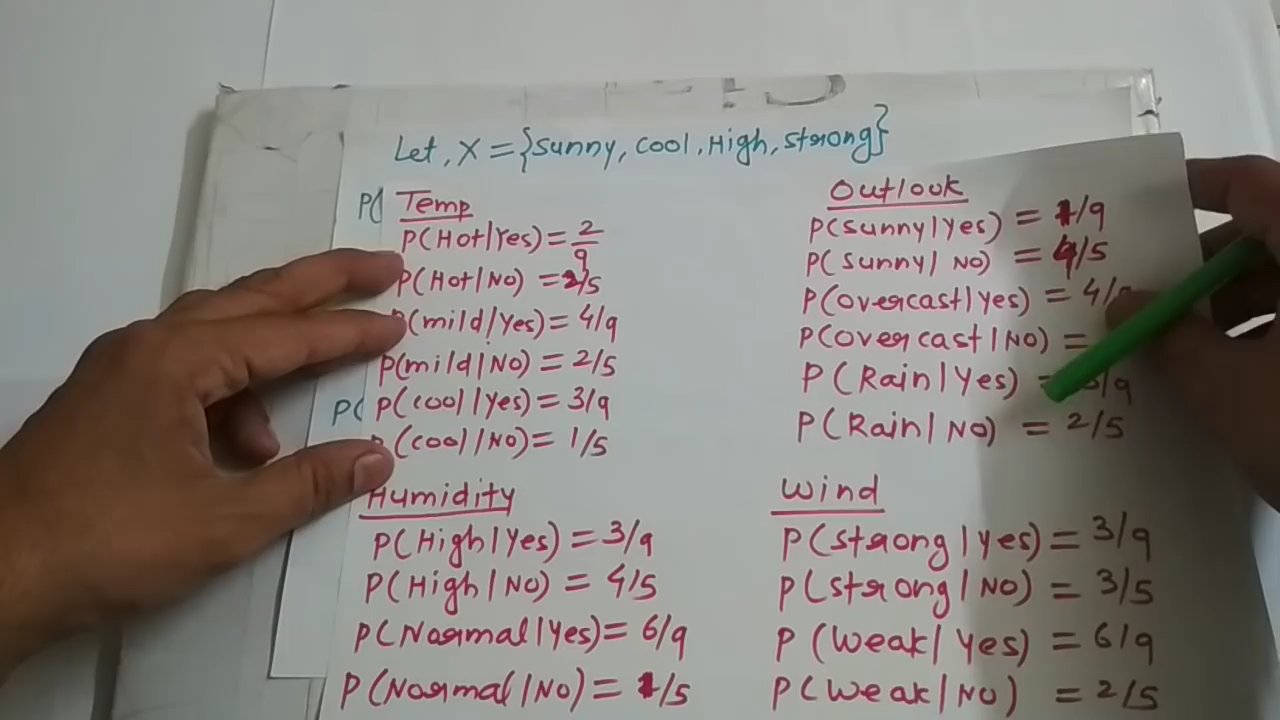 Let, X = {Sunny, Cool, High, Strong}
P(
Temp
P(Hot|Yes) = 2/9
P(Hot|No) = 2/5
P(mild|Yes) = 4/9
P(mild|No) = 2/5
P(
P(cool|Yes) = 3/9
P(cool|No) = 1/5
Humidity
P(High|Yes) = 3/9
P(High|No) = 4/5
P(Normal|Yes) = 6/9
P(Normal|No) = 1/5
Outlook
P(Sunny|Yes) = /9
P(Sunny|No) = 4/5
P(Overcast|Yes) = 4/
P(Overcast|No) =
P(Rain|Yes) = 3/9
P(Rain|No) = 2/5
Wind
P(Strong|Yes) = 3/9
P(Strong|No) = 3/5
P(Weak|Yes) = 6/9
P(Weak|No) = 2/5